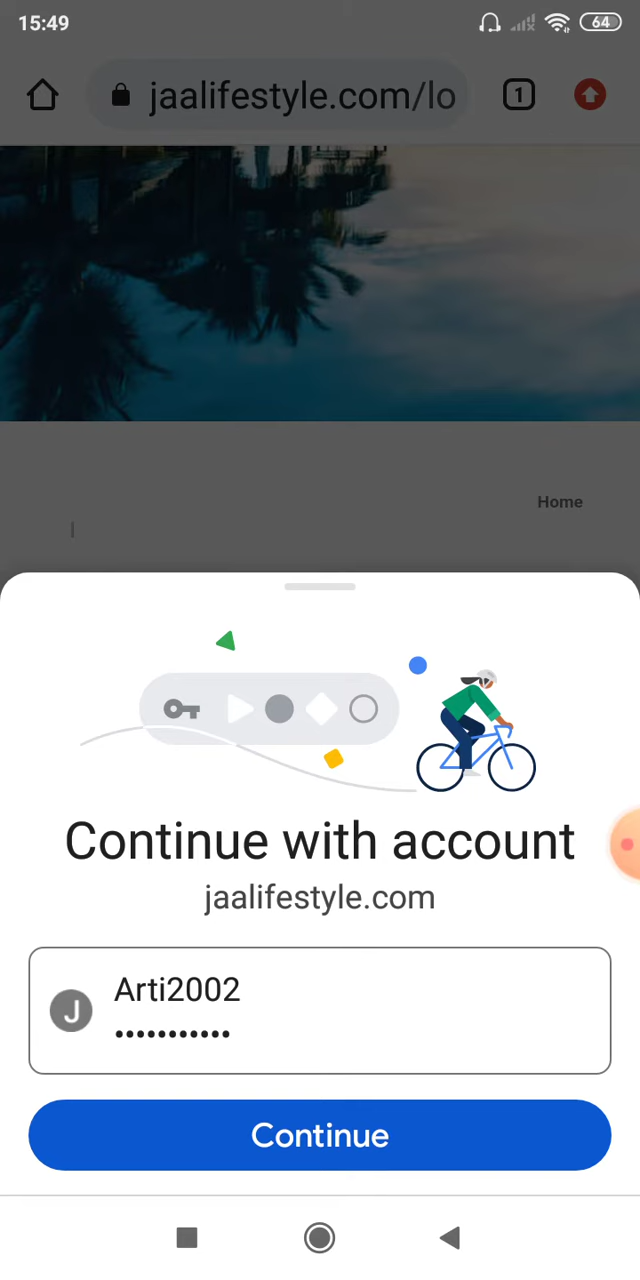 15:49
64
jaalifestyle.com/lo
1
Home
Continue with account
jaalifestyle.com
J
Arti2002
•••••••••••
Continue